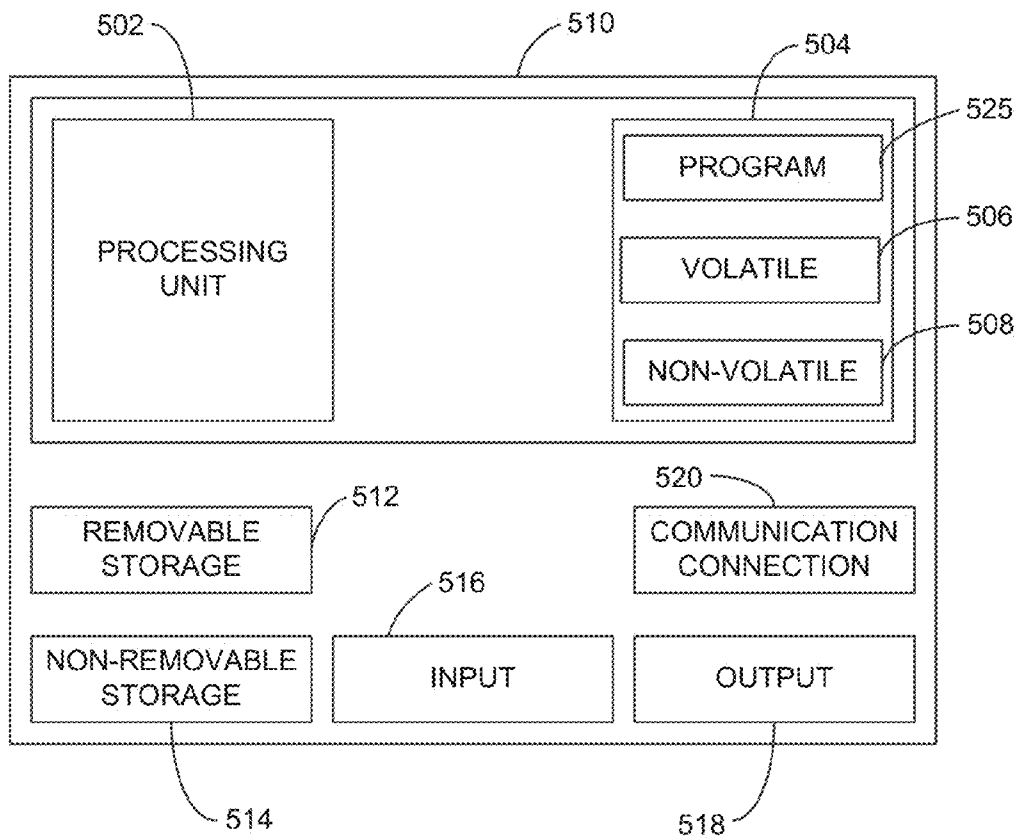 502
510
504
525
PROGRAM
506
PROCESSING
UNIT
VOLATILE
508
NON-VOLATILE
512
520
REMOVABLE
STORAGE
COMMUNICATION
CONNECTION
516
NON-REMOVABLE
STORAGE
INPUT
OUTPUT
514
518